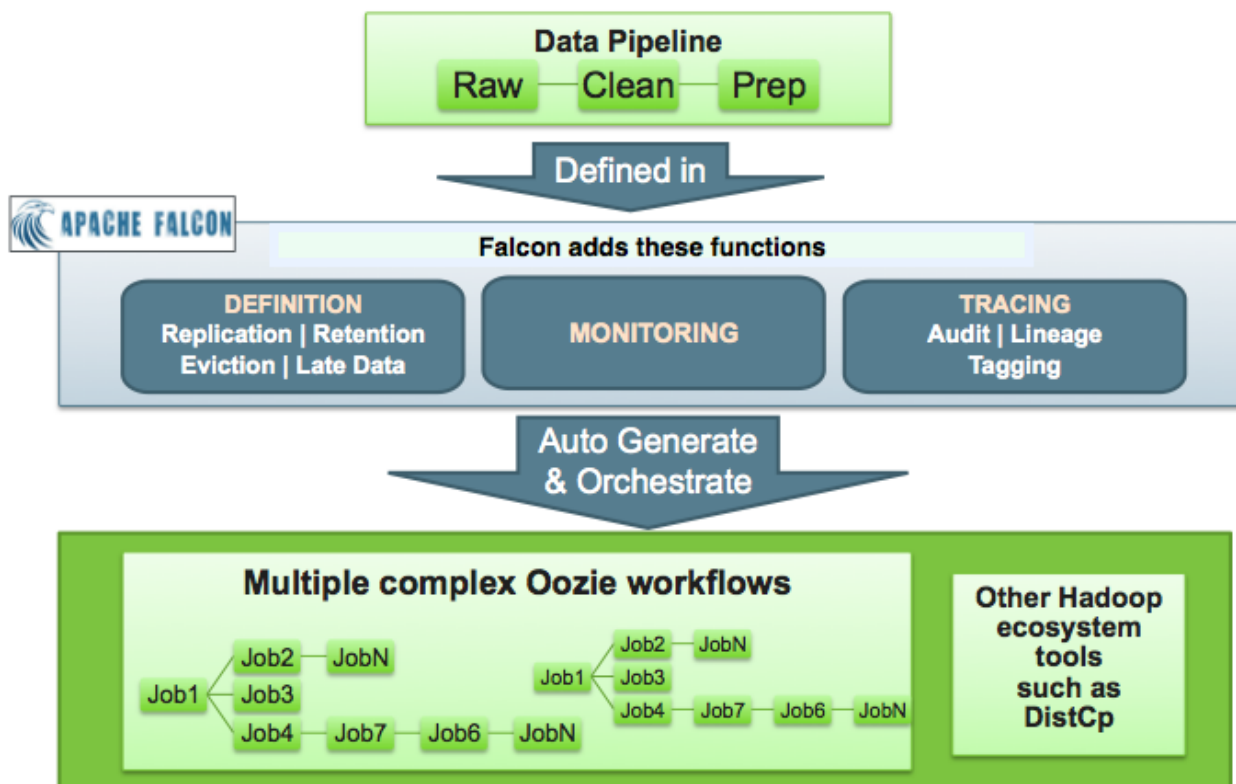 Data Pipeline
Raw Clean Prep
Defined in
APACHE FALCON
Falcon adds these functions
DEFINITION
Replication | Retention
Eviction | Late Data
MONITORING
TRACING
Audit | Lineage
Tagging
Auto Generate
& Orchestrate
Multiple complex Oozie workflows
Job2 JobN
Job1 Job3
Job4 Job7 Job6 JobN
Job2 JobN
Job1 Job3
Job4 Job7 Job6 JobN
Other Hadoop
ecosystem
tools
such as
DistCp